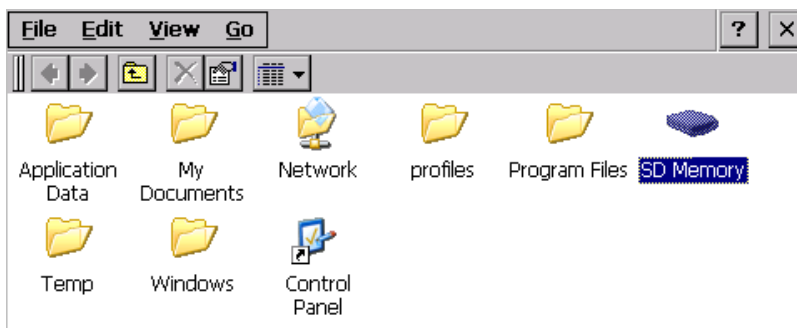 File Edit View Go ? ×
Application Data
My Documents
Network
profiles
Program Files
SD Memory
Temp
Windows
Control Panel